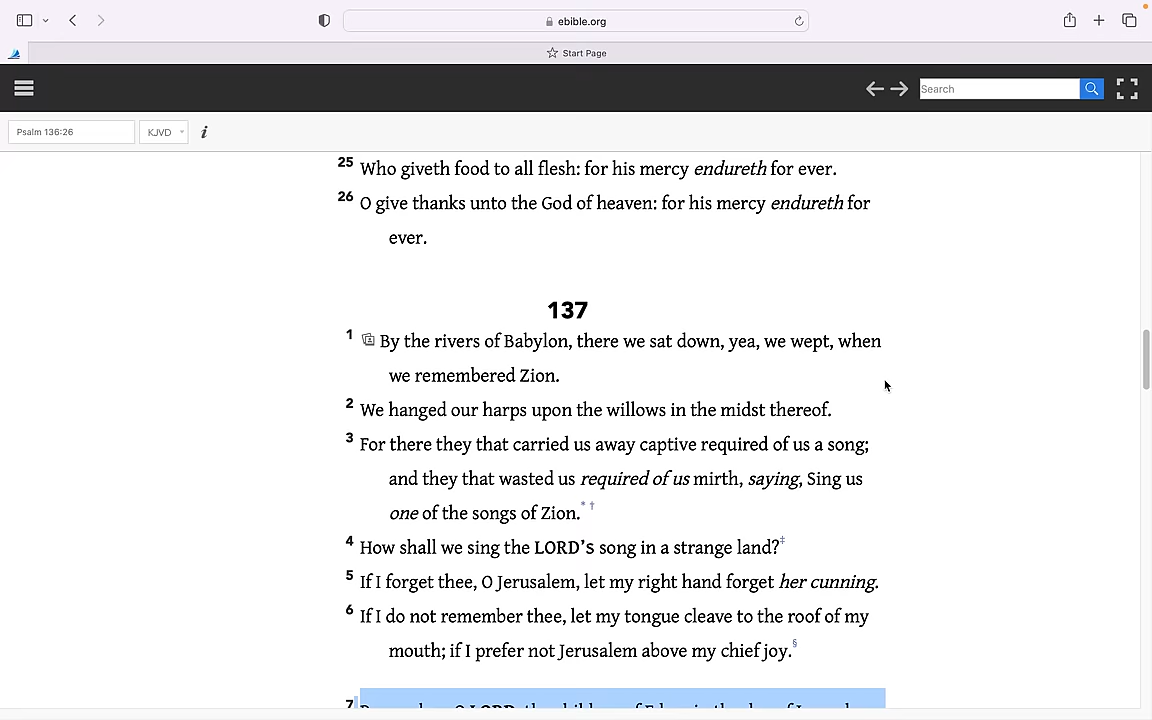 ebible.org
Start Page
Search
Psalm 136:26
KJVD
i
25 Who giveth food to all flesh: for his mercy endureth for ever.
26 O give thanks unto the God of heaven: for his mercy endureth for
ever.
137
1 By the rivers of Babylon, there we sat down, yea, we wept, when
we remembered Zion.
2 We hanged our harps upon the willows in the midst thereof.
3 For there they that carried us away captive required of us a song;
and they that wasted us required of us mirth, saying, Sing us
one of the songs of Zion.* †
4 How shall we sing the LORD’s song in a strange land?‡
5 If I forget thee, O Jerusalem, let my right hand forget her cunning.
6 If I do not remember thee, let my tongue cleave to the roof of my
mouth; if I prefer not Jerusalem above my chief joy.§
7